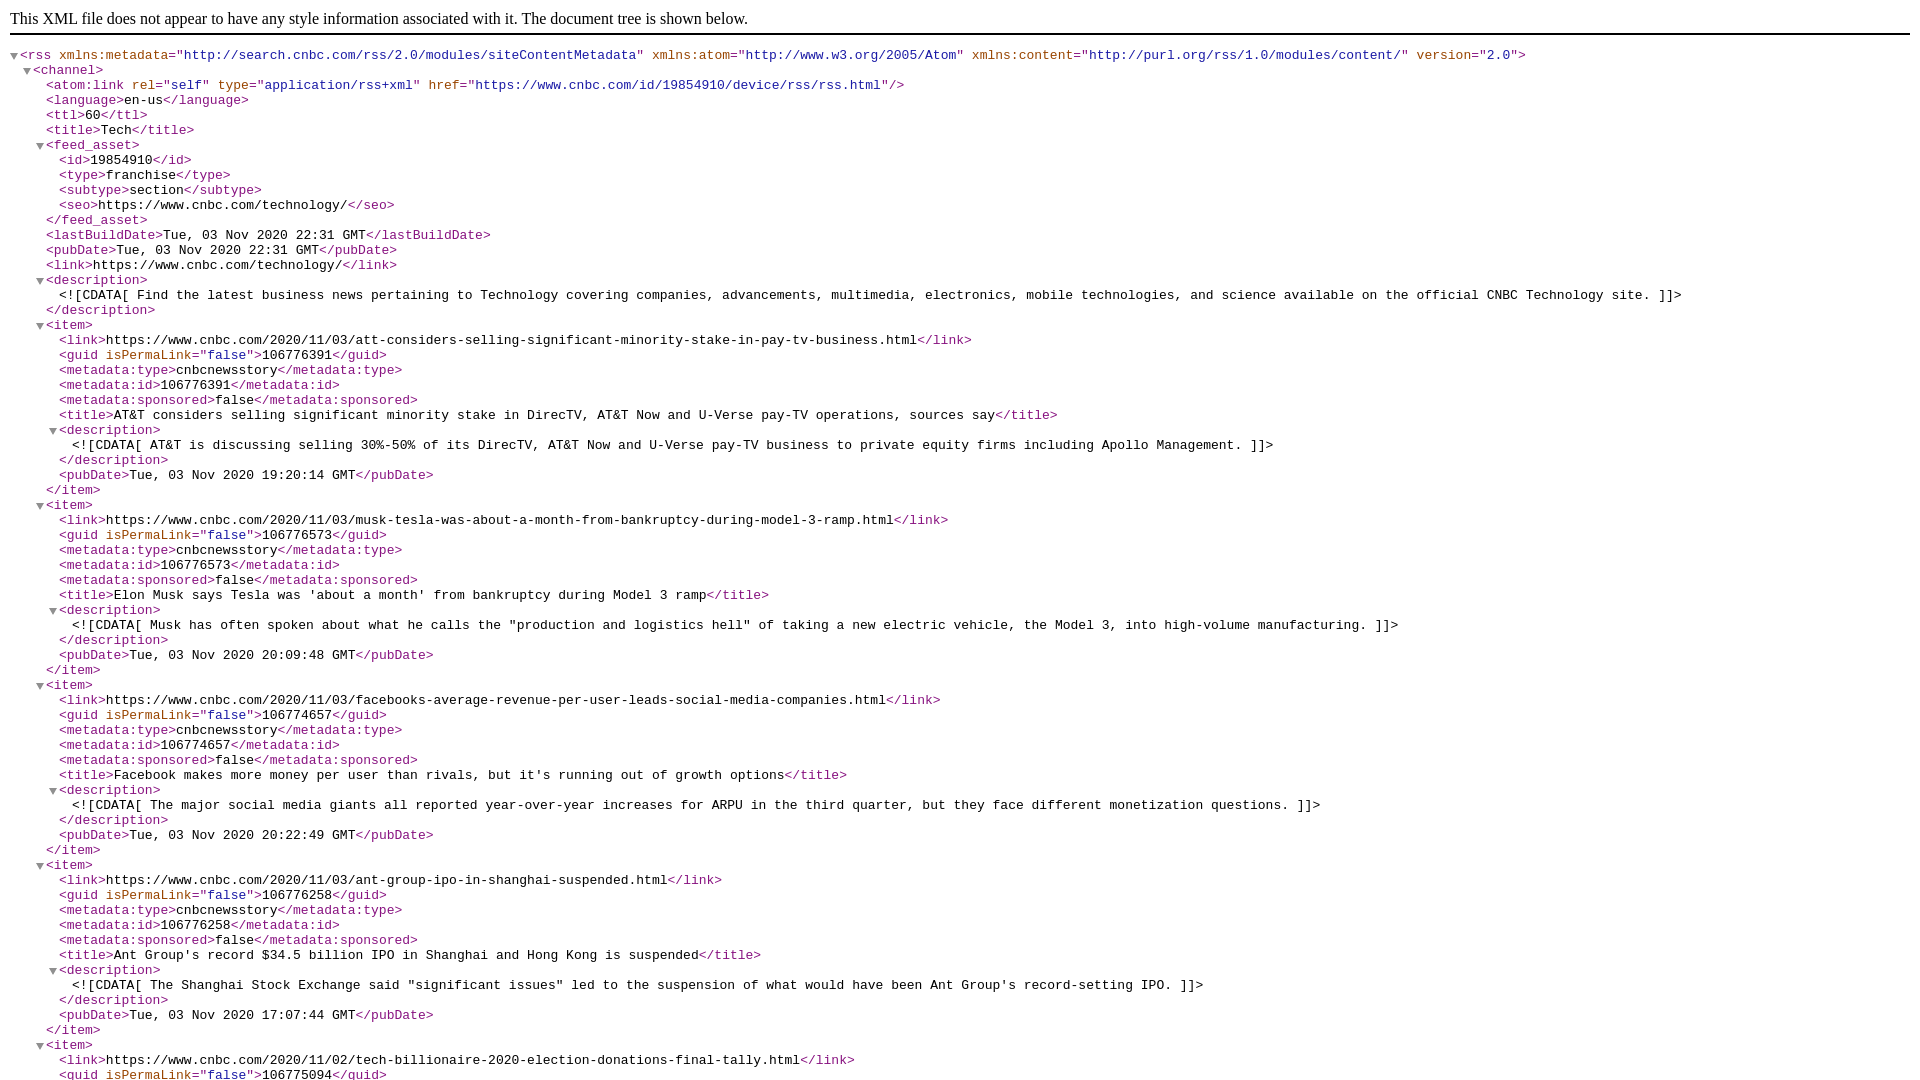 This XML file does not appear to have any style information associated with it. The document tree is shown below.
<rss xmlns:metadata="http://search.cnbc.com/rss/2.0/modules/siteContentMetadata" xmlns:atom="http://www.w3.org/2005/Atom" xmlns:content="http://purl.org/rss/1.0/modules/content/" version="2.0">
<channel>
<atom:link rel="self" type="application/rss+xml" href="https://www.cnbc.com/id/19854910/device/rss/rss.html"/>
<language>en-us</language>
<ttl>60</ttl>
<title>Tech</title>
<feed_asset>
<id>19854910</id>
<type>franchise</type>
<subtype>section</subtype>
<seo>https://www.cnbc.com/technology/</seo>
</feed_asset>
<lastBuildDate>Tue, 03 Nov 2020 22:31 GMT</lastBuildDate>
<pubDate>Tue, 03 Nov 2020 22:31 GMT</pubDate>
<link>https://www.cnbc.com/technology/</link>
<description>
<![CDATA[ Find the latest business news pertaining to Technology covering companies, advancements, multimedia, electronics, mobile technologies, and science available on the official CNBC Technology site. ]]>
</description>
<item>
<link>https://www.cnbc.com/2020/11/03/att-considers-selling-significant-minority-stake-in-pay-tv-business.html</link>
<guid isPermaLink="false">106776391</guid>
<metadata:type>cnbcnewsstory</metadata:type>
<metadata:id>106776391</metadata:id>
<metadata:sponsored>false</metadata:sponsored>
<title>AT&T considers selling significant minority stake in DirecTV, AT&T Now and U-Verse pay-TV operations, sources say</title>
<description>
<![CDATA[ AT&T is discussing selling 30%-50% of its DirecTV, AT&T Now and U-Verse pay-TV business to private equity firms including Apollo Management. ]]>
</description>
<pubDate>Tue, 03 Nov 2020 19:20:14 GMT</pubDate>
</item>
<item>
<link>https://www.cnbc.com/2020/11/03/musk-tesla-was-about-a-month-from-bankruptcy-during-model-3-ramp.html</link>
<guid isPermaLink="false">106776573</guid>
<metadata:type>cnbcnewsstory</metadata:type>
<metadata:id>106776573</metadata:id>
<metadata:sponsored>false</metadata:sponsored>
<title>Elon Musk says Tesla was 'about a month' from bankruptcy during Model 3 ramp</title>
<description>
<![CDATA[ Musk has often spoken about what he calls the "production and logistics hell" of taking a new electric vehicle, the Model 3, into high-volume manufacturing. ]]>
</description>
<pubDate>Tue, 03 Nov 2020 20:09:48 GMT</pubDate>
</item>
<item>
<link>https://www.cnbc.com/2020/11/03/facebooks-average-revenue-per-user-leads-social-media-companies.html</link>
<guid isPermaLink="false">106774657</guid>
<metadata:type>cnbcnewsstory</metadata:type>
<metadata:id>106774657</metadata:id>
<metadata:sponsored>false</metadata:sponsored>
<title>Facebook makes more money per user than rivals, but it's running out of growth options</title>
<description>
<![CDATA[ The major social media giants all reported year-over-year increases for ARPU in the third quarter, but they face different monetization questions. ]]>
</description>
<pubDate>Tue, 03 Nov 2020 20:22:49 GMT</pubDate>
</item>
<item>
<link>https://www.cnbc.com/2020/11/03/ant-group-ipo-in-shanghai-suspended.html</link>
<guid isPermaLink="false">106776258</guid>
<metadata:type>cnbcnewsstory</metadata:type>
<metadata:id>106776258</metadata:id>
<metadata:sponsored>false</metadata:sponsored>
<title>Ant Group's record $34.5 billion IPO in Shanghai and Hong Kong is suspended</title>
<description>
<![CDATA[ The Shanghai Stock Exchange said "significant issues" led to the suspension of what would have been Ant Group's record-setting IPO. ]]>
</description>
<pubDate>Tue, 03 Nov 2020 17:07:44 GMT</pubDate>
</item>
<item>
<link>https://www.cnbc.com/2020/11/02/tech-billionaire-2020-election-donations-final-tally.html</link>
<guid isPermaLink="false">106775094</guid>